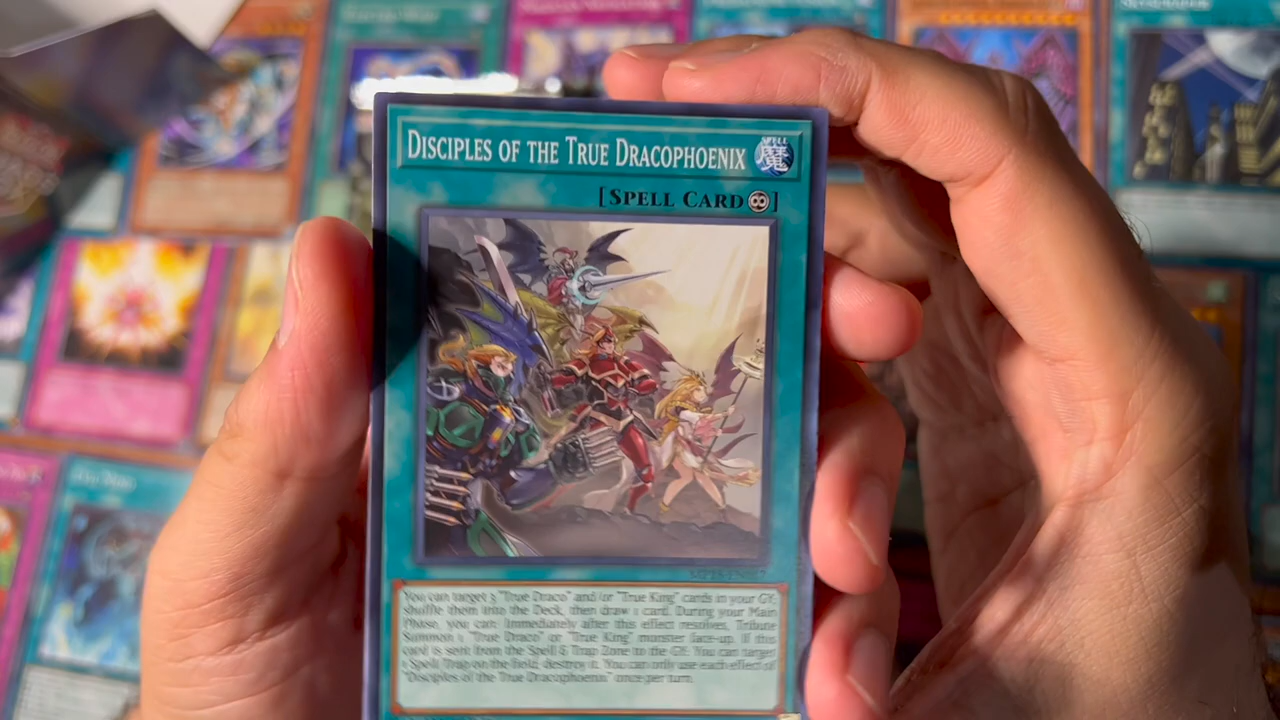 DISCIPLES OF THE TRUE DRACOPHOENIX
SPELL
魔
[SPELL CARD]
You can target 3 "True Draco" and/or "True King" cards in your GY,
shuffle them into the Deck, then draw 1 card. During your Main
Phase, you can: Immediately after this effect resolves, Tribute
Summon 1 "True Draco" or "True King" monster face-up. If this
card is sent from the Spell & Trap Zone to the GY: You can target
1 Spell/Trap on the field; destroy it. You can only use each effect of
"Disciples of the True Dracophoenix" once per turn.